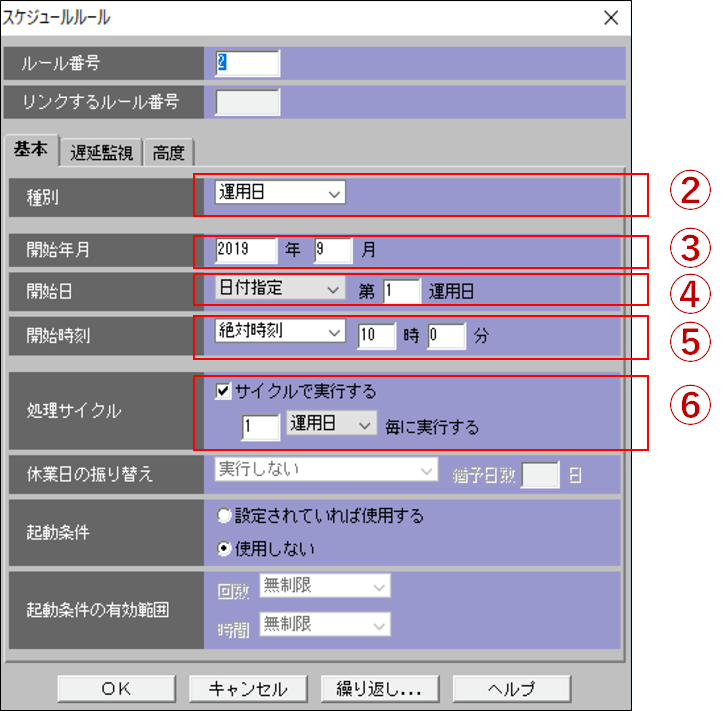 スケジュールルール
ルール番号 2
リンクするルール番号
基本 遅延監視 高度
種別 運用日 ②
開始年月 2019 年 9 月 ③
開始日 日付指定 第 1 運用日 ④
開始時刻 絶対時刻 10 時 0 分 ⑤
処理サイクル サイクルで実行する ⑥
1 運用日 毎に実行する
休業日の振り替え 実行しない 猶予日数 日
起動条件 設定されていれば使用する
使用しない
起動条件の有効範囲 回数 無制限
時間 無制限
OK キャンセル 繰り返し... ヘルプ